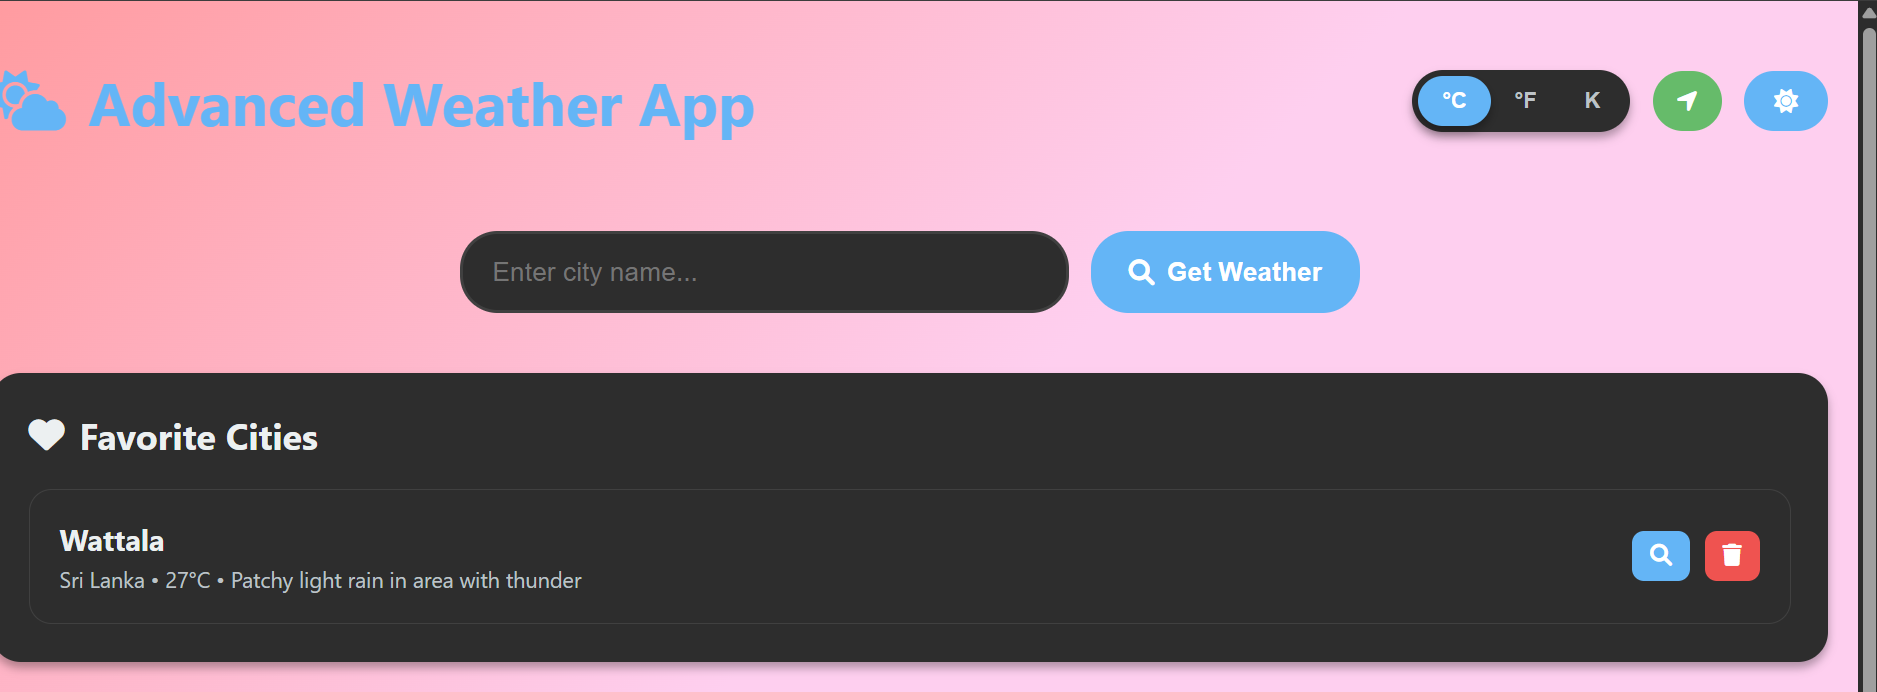 Advanced Weather App
°C °F K
Enter city name...
Get Weather
Favorite Cities
Wattala
Sri Lanka • 27°C • Patchy light rain in area with thunder